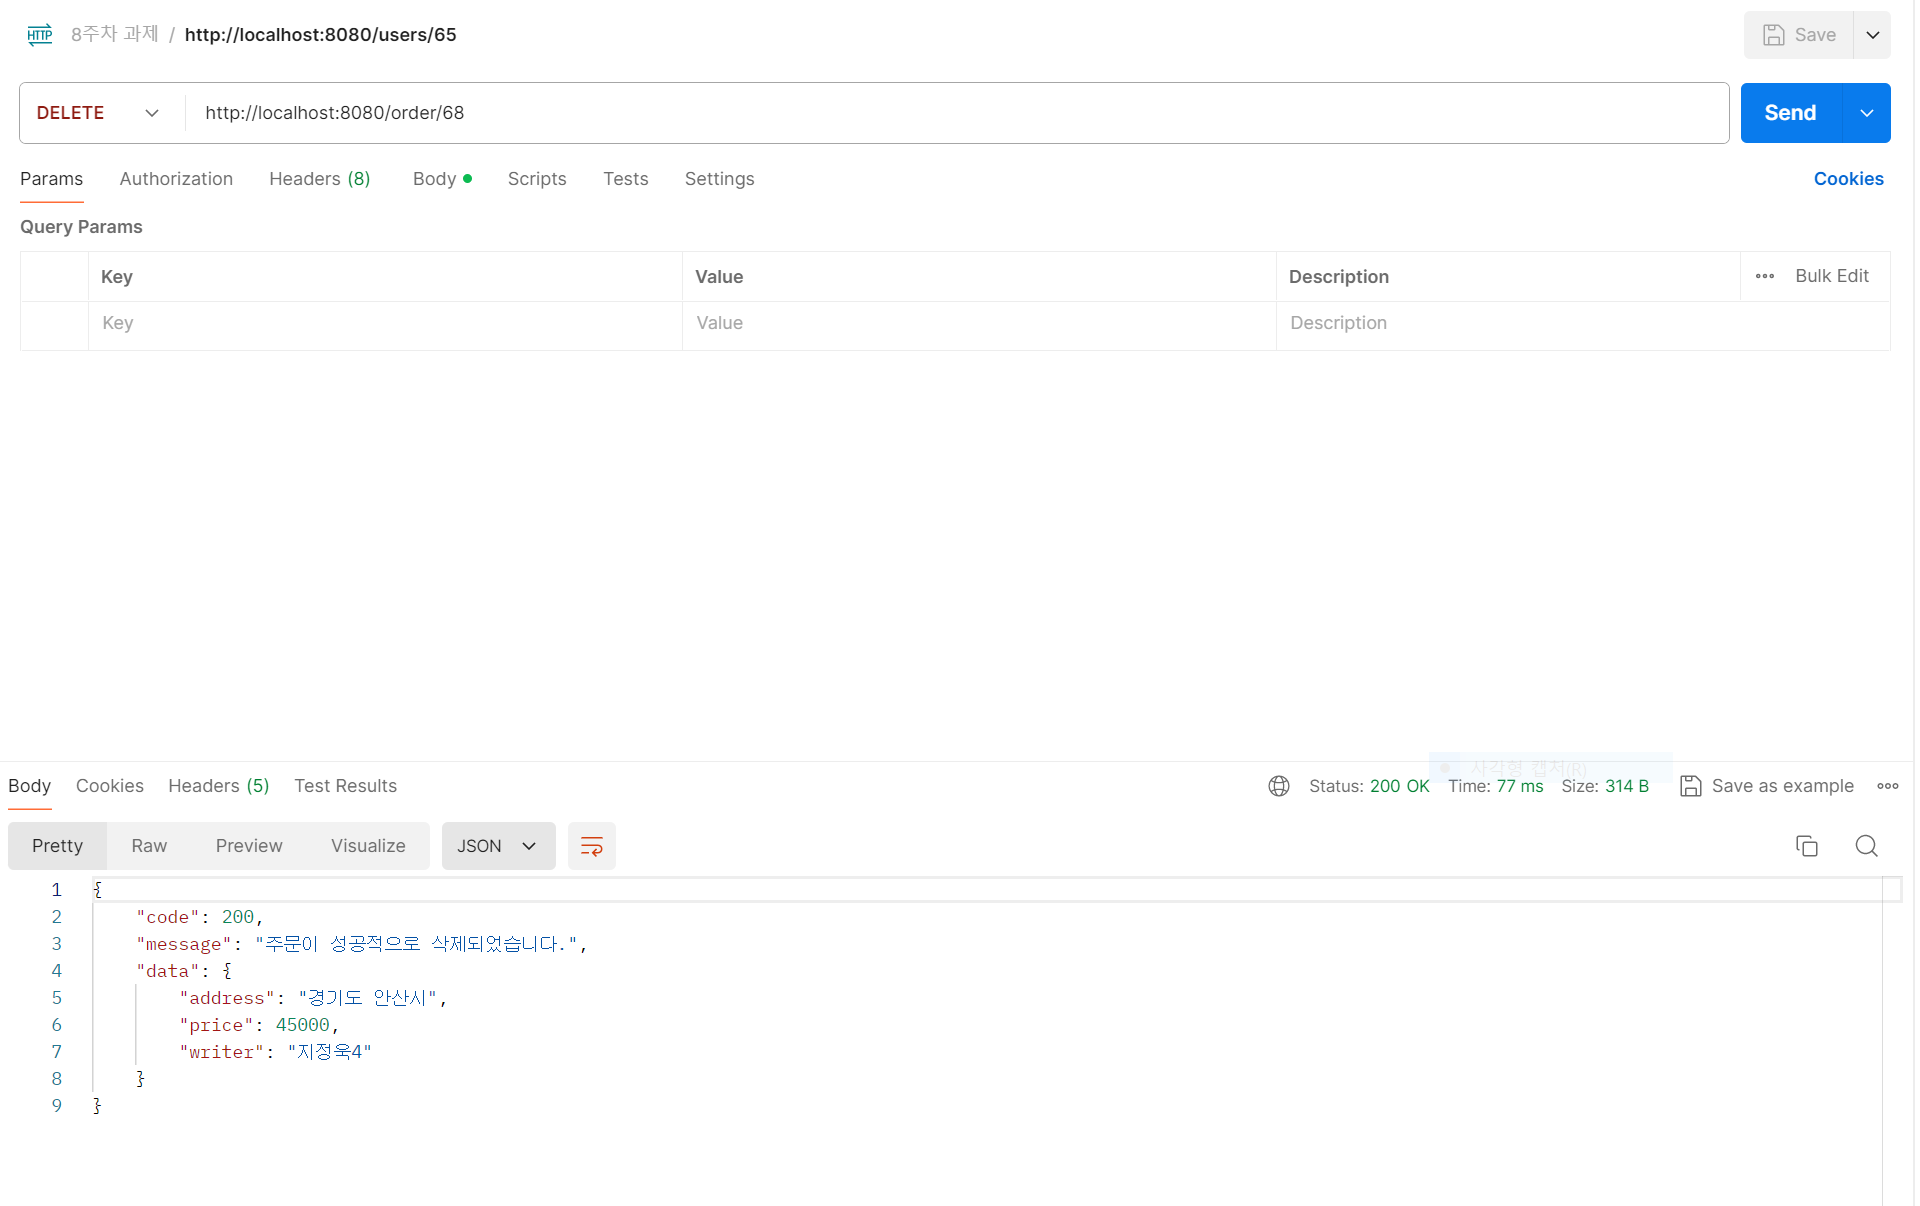 HTTP 8주차 과제 / http://localhost:8080/users/65 Save
DELETE http://localhost:8080/order/68 Send
Params Authorization Headers (8) Body Scripts Tests Settings Cookies
Query Params
Key Value Description Bulk Edit
Key Value Description
사각형 캡처(R)
Body Cookies Headers (5) Test Results Status: 200 OK Time: 77 ms Size: 314 B Save as example
Pretty Raw Preview Visualize JSON
1 {
2 "code": 200,
3 "message": "주문이 성공적으로 삭제되었습니다.",
4 "data": {
5 "address": "경기도 안산시",
6 "price": 45000,
7 "writer": "지정욱4"
8 }
9 }